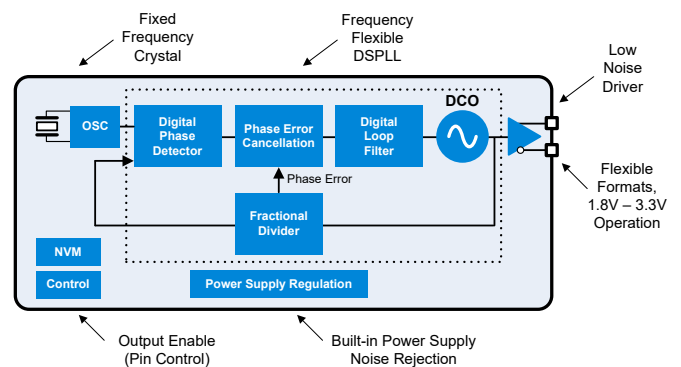 Fixed
Frequency
Crystal
Frequency
Flexible
DSPLL
Low
Noise
Driver
OSC
Digital
Phase
Detector
Phase Error
Cancellation
Digital
Loop
Filter
DCO
Phase Error
Fractional
Divider
Flexible
Formats,
1.8V – 3.3V
Operation
NVM
Control
Power Supply Regulation
Output Enable
(Pin Control)
Built-in Power Supply
Noise Rejection